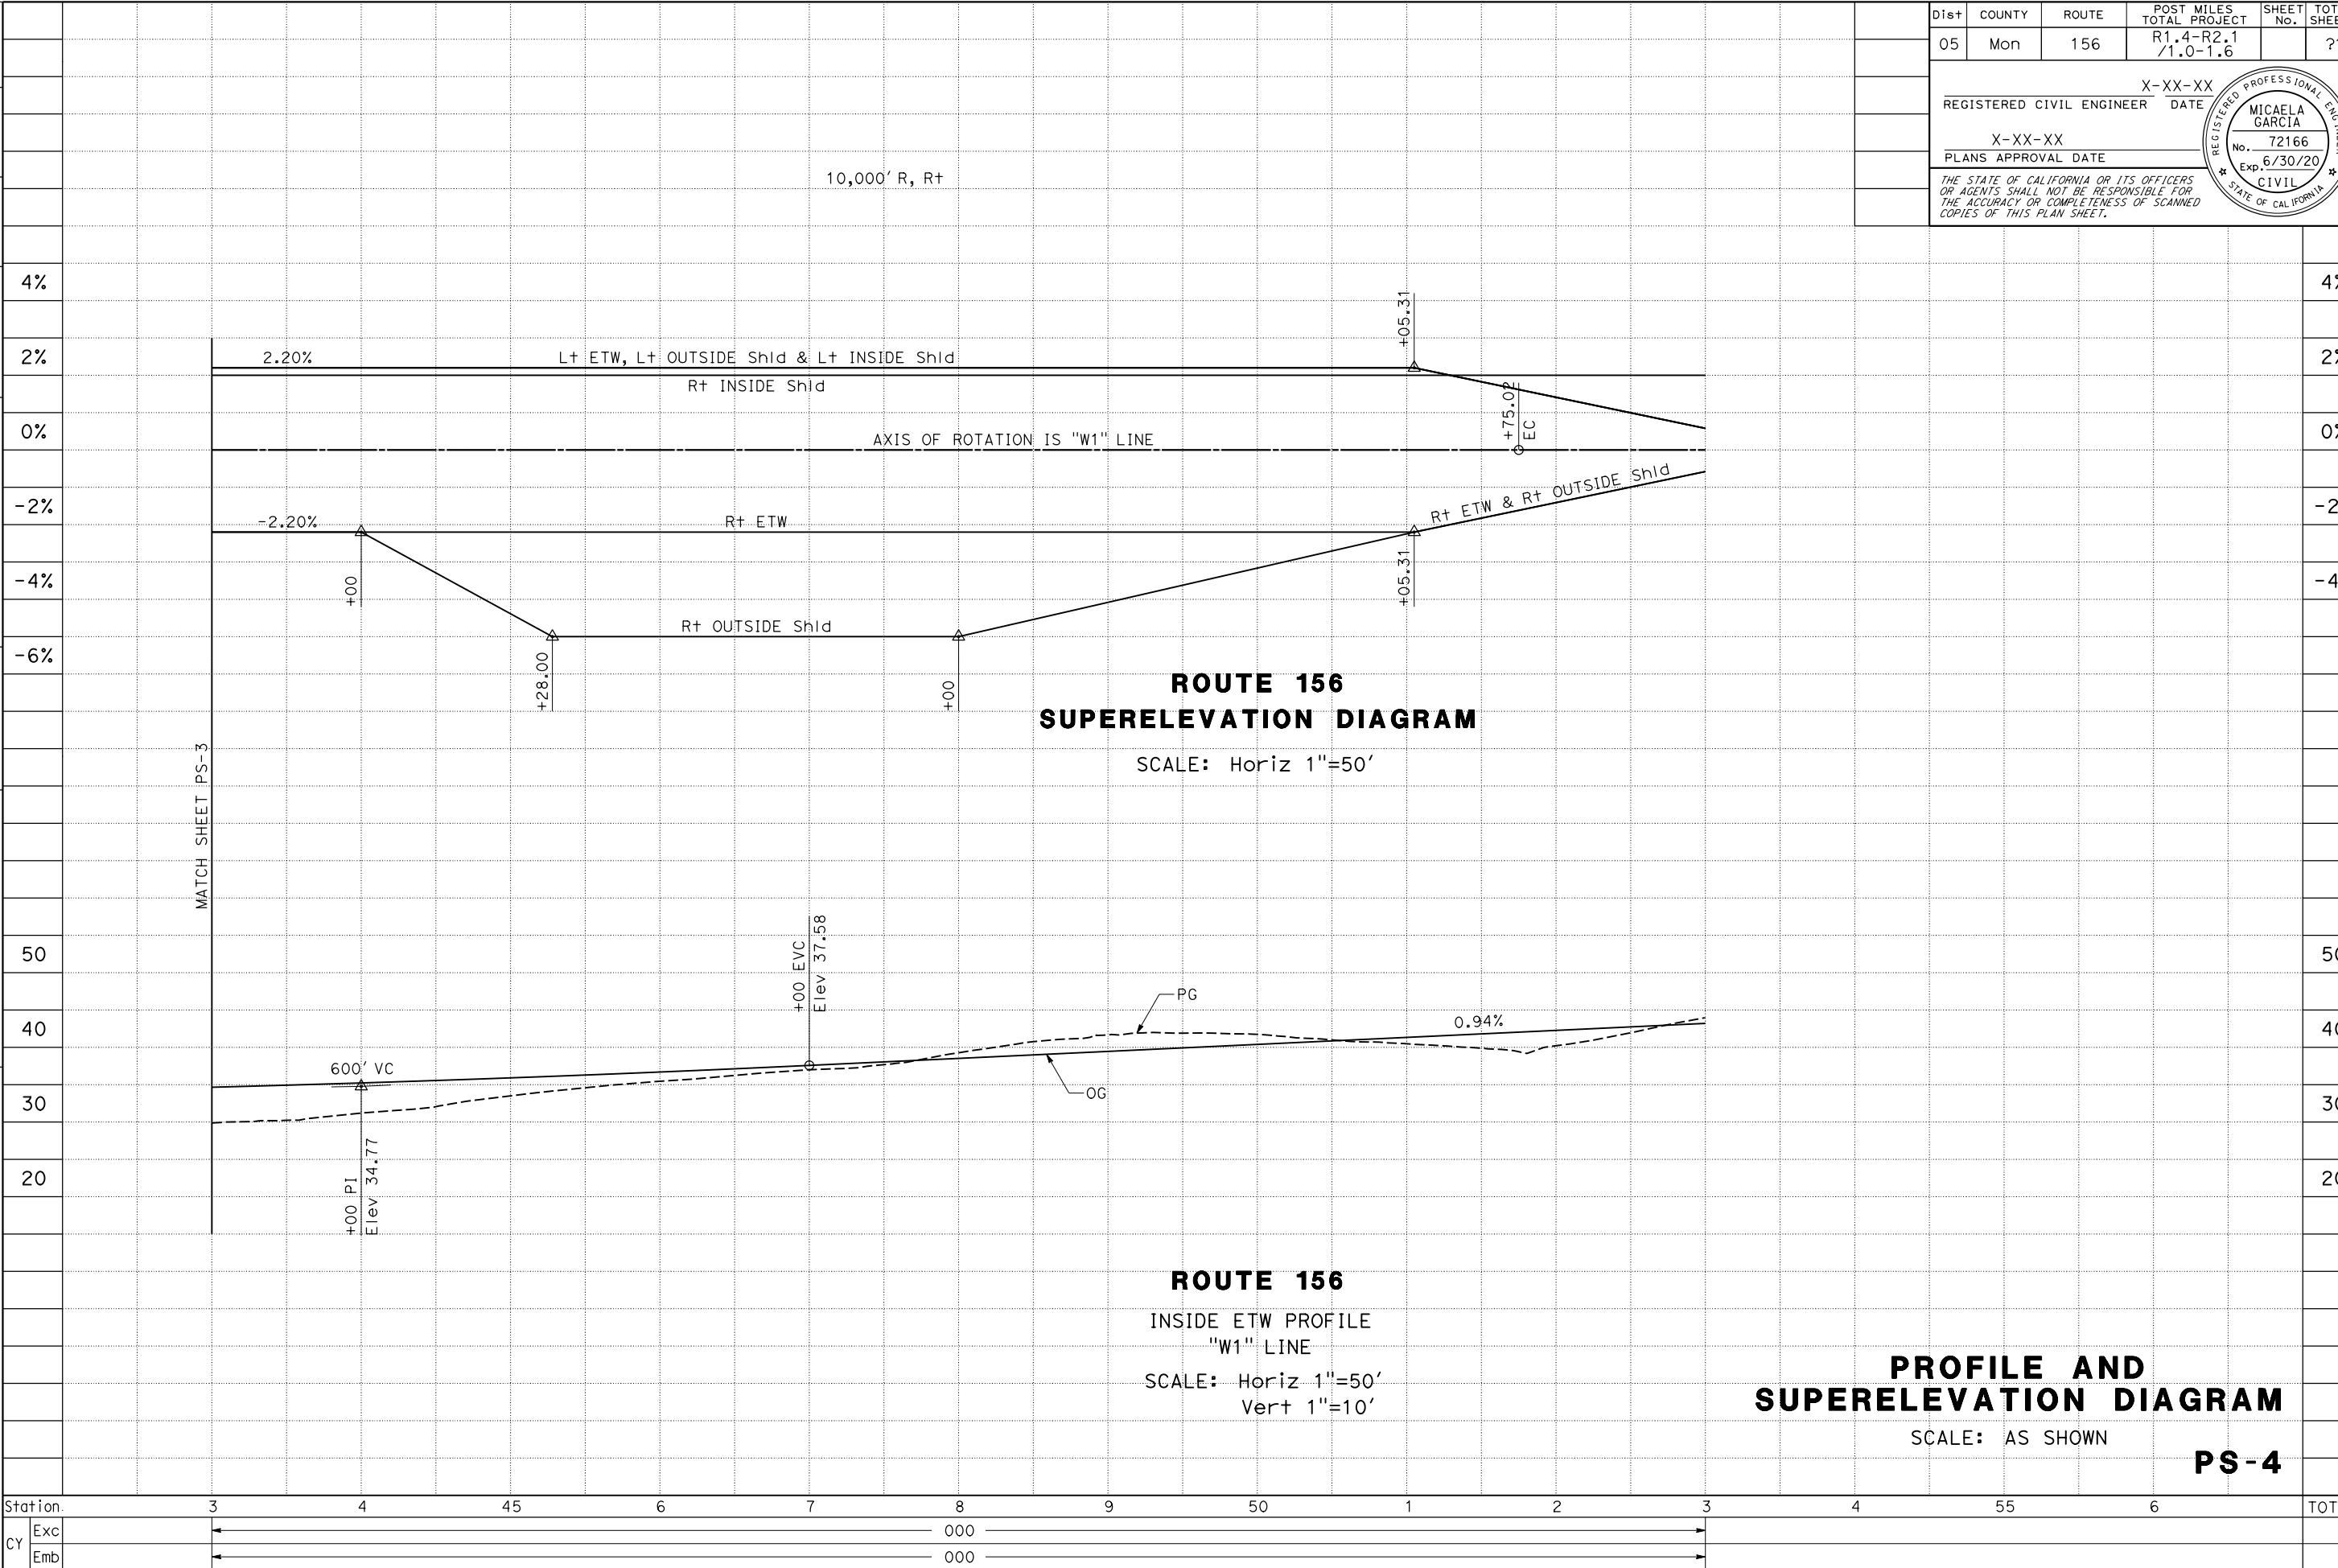 Dist COUNTY ROUTE POST MILES TOTAL PROJECT SHEET No.
05 Mon 156 R1.4-R2.1 /1.0-1.6
X-XX-XX
REGISTERED CIVIL ENGINEER DATE
X-XX-XX
PLANS APPROVAL DATE
THE STATE OF CALIFORNIA OR ITS OFFICERS
OR AGENTS SHALL NOT BE RESPONSIBLE FOR
THE ACCURACY OR COMPLETENESS OF SCANNED
COPIES OF THIS PLAN SHEET.
REGISTERED PROFESSIONAL ENGINEER
MICAELA
GARCIA
No. 72166
Exp. 6/30/20
CIVIL
STATE OF CALIFORNIA
10,000' R, Rt
4%
2%
0%
-2%
-4%
-6%
+05.31
2.20%
Lt ETW, Lt OUTSIDE Shld & Lt INSIDE Shld
Rt INSIDE Shld
+75.02
EC
AXIS OF ROTATION IS "W1" LINE
Rt ETW & Rt OUTSIDE Shld
-2.20%
Rt ETW
+00
+05.31
Rt OUTSIDE Shld
+28.00
+00
ROUTE 156
SUPERELEVATION DIAGRAM
SCALE: Horiz 1"=50'
MATCH SHEET PS-3
50
40
30
20
+00 EVC
Elev 37.58
PG
0.94%
600' VC
OG
+00 PI
Elev 34.77
ROUTE 156
INSIDE ETW PROFILE
"W1" LINE
SCALE: Horiz 1"=50'
Vert 1"=10'
PROFILE AND
SUPERELEVATION DIAGRAM
SCALE: AS SHOWN
PS-4
Station 3 4 45 6 7 8 9 50 1 2 3 4 55 6
CY
Exc 000
Emb 000